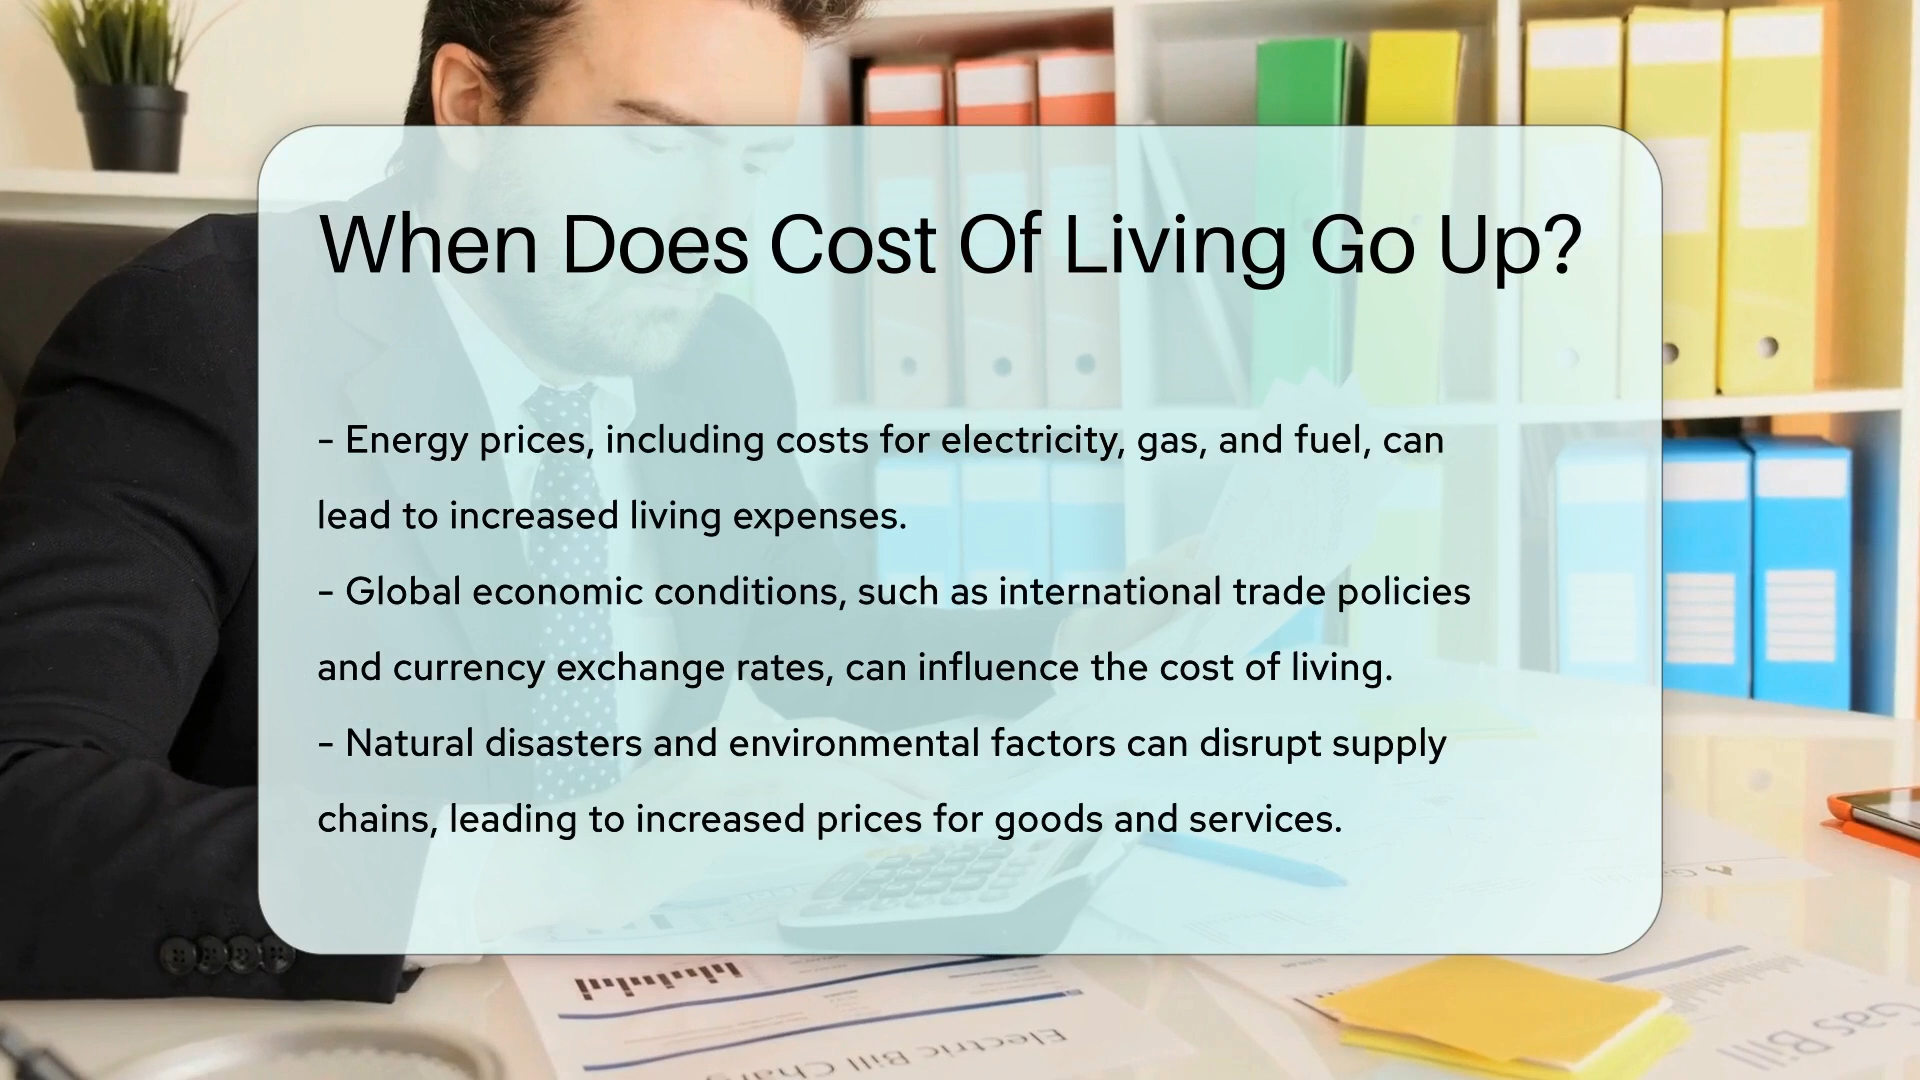 When Does Cost Of Living Go Up?
- Energy prices, including costs for electricity, gas, and fuel, can
lead to increased living expenses.
- Global economic conditions, such as international trade policies
and currency exchange rates, can influence the cost of living.
- Natural disasters and environmental factors can disrupt supply
chains, leading to increased prices for goods and services.
Electric Bill
Gas Bill